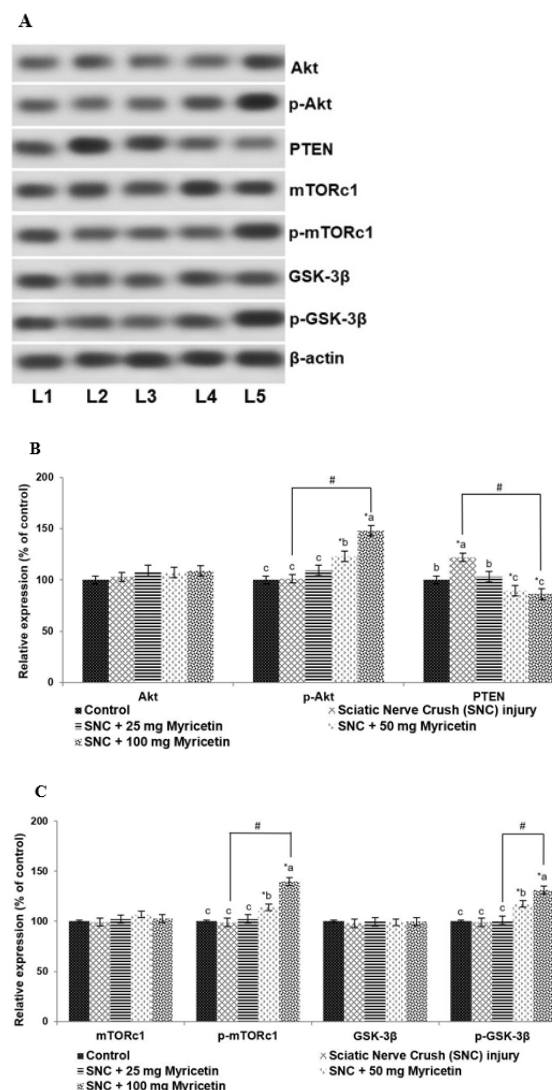 A
Akt
p-Akt
PTEN
mTORc1
p-mTORc1
GSK-3β
p-GSK-3β
β-actin
L1 L2 L3 L4 L5
B
Relative expression (% of control)
200
150
100
50
0
# #
c c c *b *a b *a b *c *c
Akt p-Akt PTEN
Control Sciatic Nerve Crush (SNC) injury
SNC + 25 mg Myricetin SNC + 50 mg Myricetin
SNC + 100 mg Myricetin
C
Relative expression (% of control)
200
150
100
50
0
# #
c c c *b *a c c c *b *a
mTORc1 p-mTORc1 GSK-3β p-GSK-3β
Control Sciatic Nerve Crush (SNC) injury
SNC + 25 mg Myricetin SNC + 50 mg Myricetin
SNC + 100 mg Myricetin